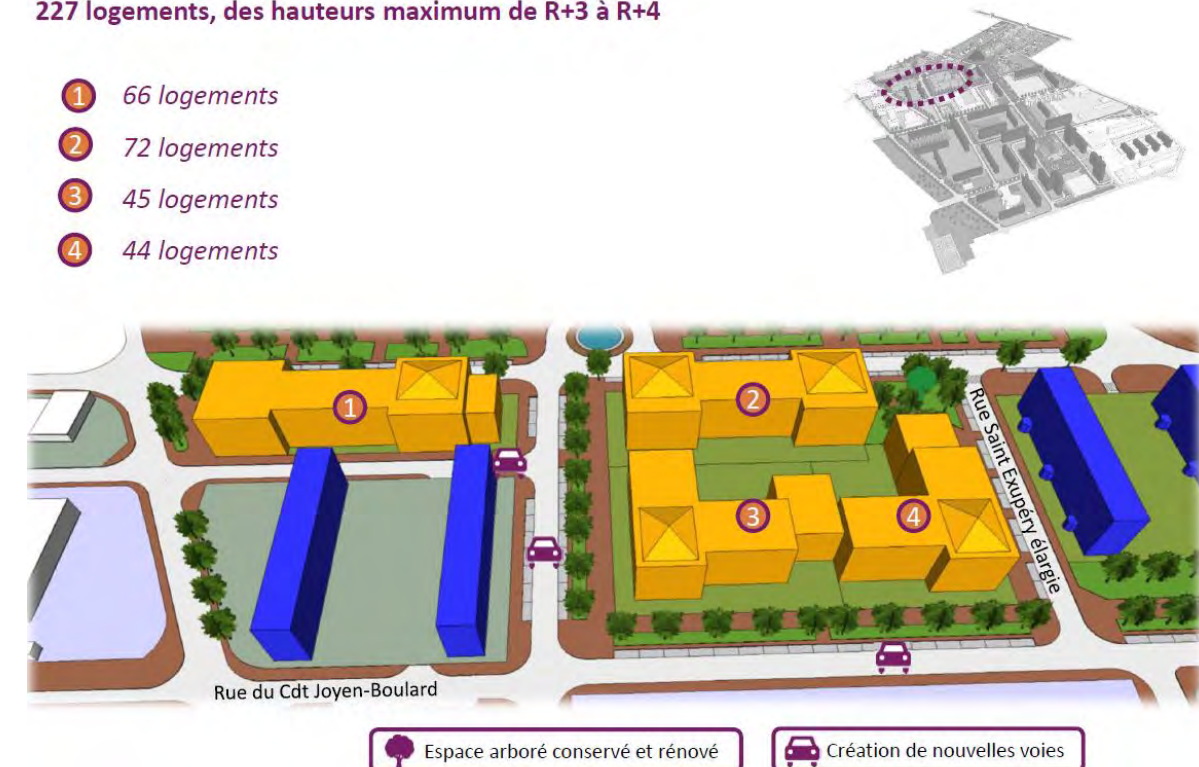 227 logements, des hauteurs maximum de R+3 à R+4
1 66 logements
2 72 logements
3 45 logements
4 44 logements
1
2
3
4
Rue Saint Exupéry élargie
Rue du Cdt Joyen-Boulard
Espace arboré conservé et rénové
Création de nouvelles voies